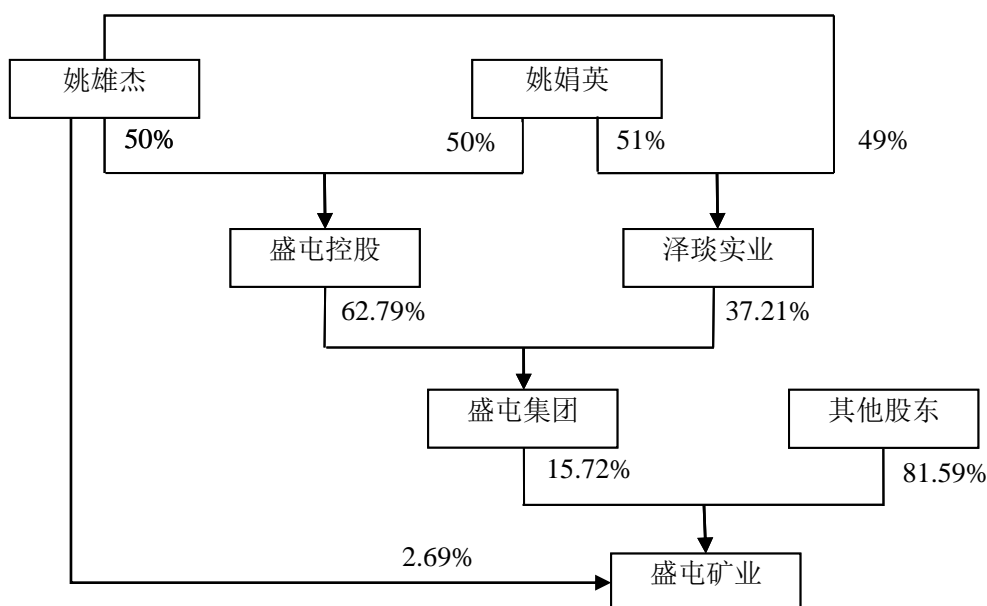 姚雄杰
姚娟英
50%
50%
51%
49%
盛屯控股
泽琰实业
62.79%
37.21%
盛屯集团
其他股东
15.72%
81.59%
2.69%
盛屯矿业